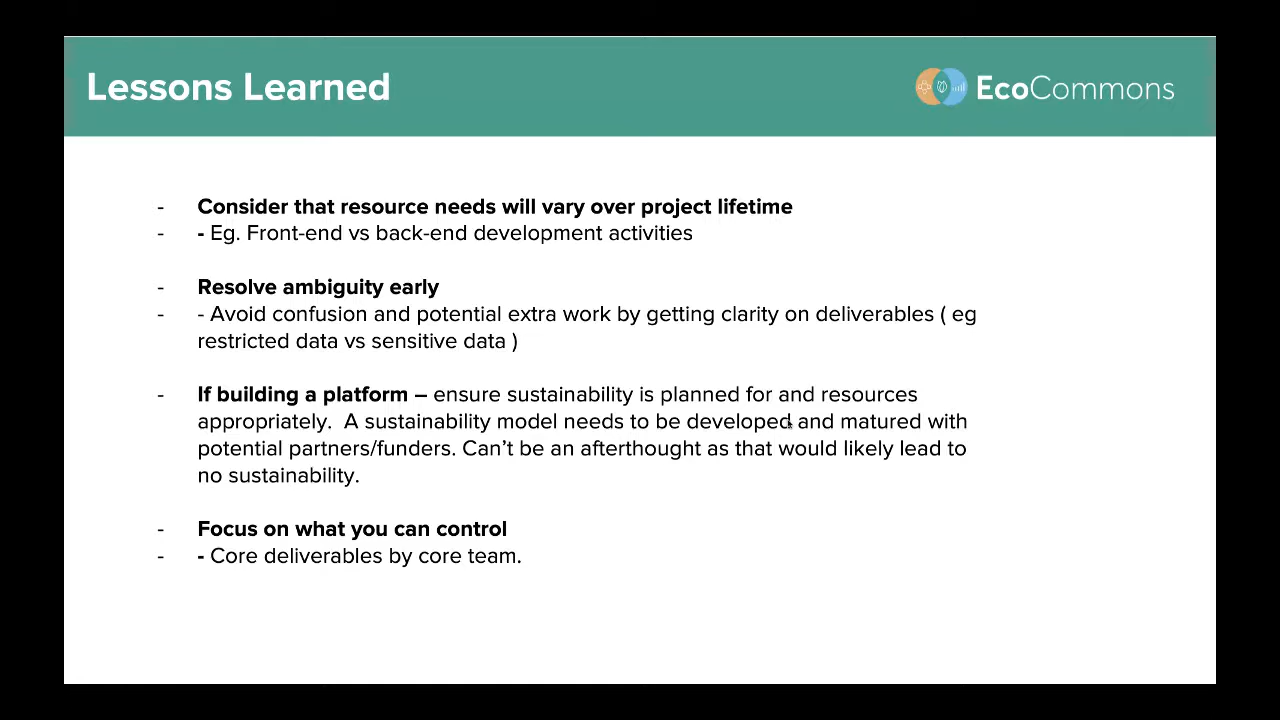 Lessons Learned
EcoCommons
- Consider that resource needs will vary over project lifetime
- - Eg. Front-end vs back-end development activities
- Resolve ambiguity early
- - Avoid confusion and potential extra work by getting clarity on deliverables ( eg
restricted data vs sensitive data )
- If building a platform – ensure sustainability is planned for and resources
appropriately.  A sustainability model needs to be developed and matured with
potential partners/funders. Can’t be an afterthought as that would likely lead to
no sustainability.
- Focus on what you can control
- - Core deliverables by core team.